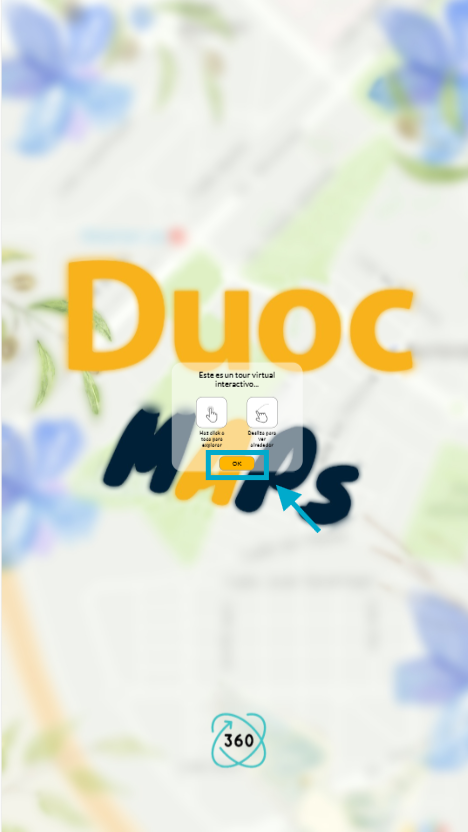 Duoc
Este es un tour virtual
interactivo...
Haz click o
toca para
explorar
Desliza para
ver
alrededor
OK
MAPs
360